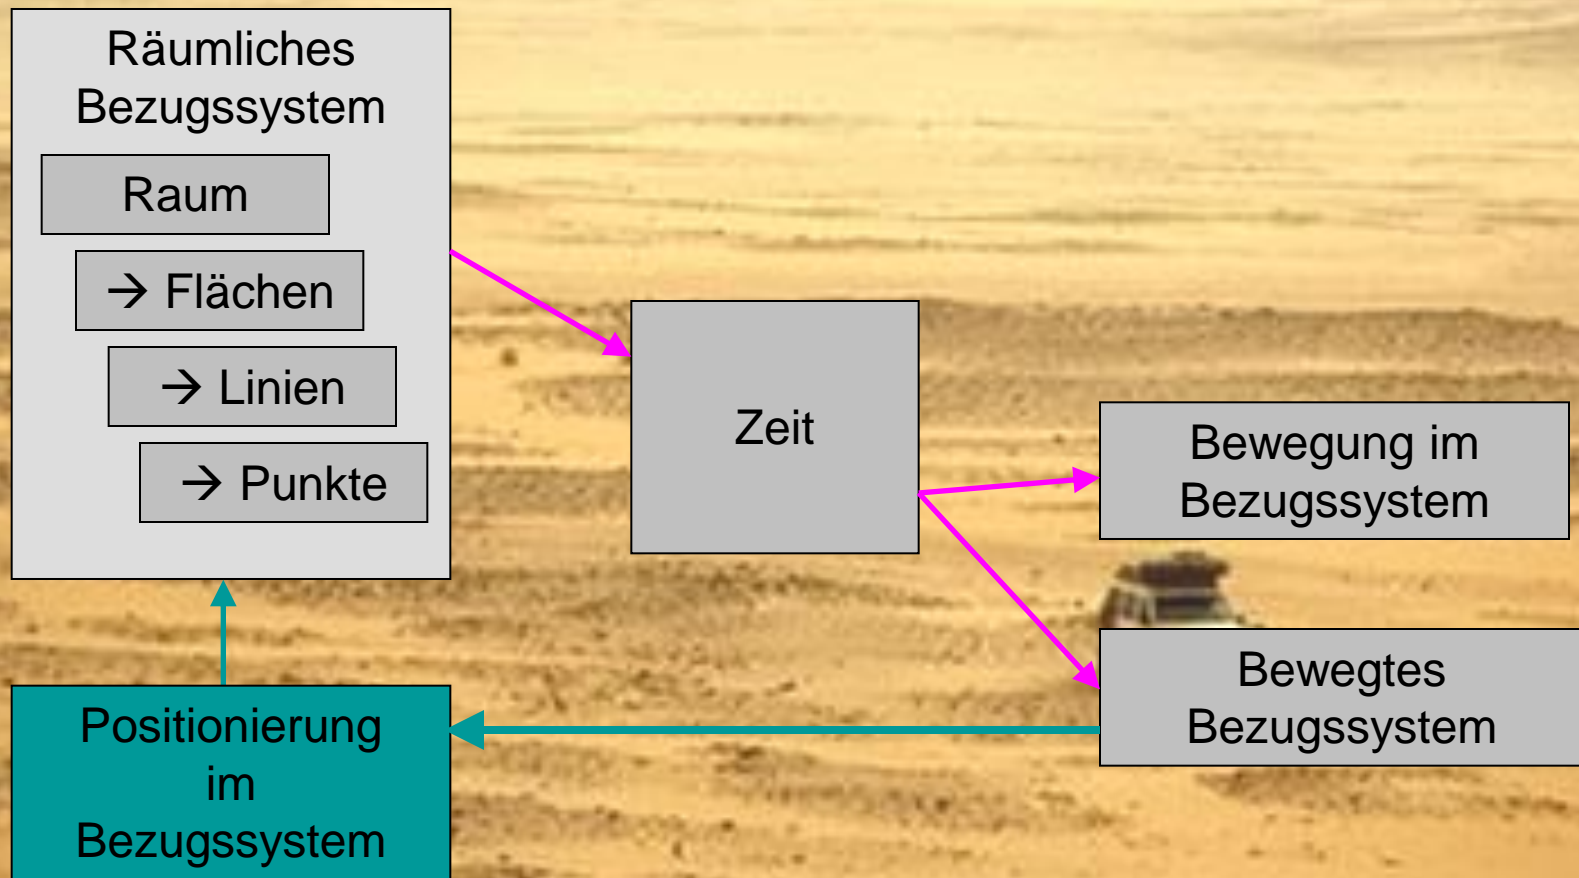 Räumliches
Bezugssystem
Raum
→ Flächen
→ Linien
→ Punkte
Zeit
Bewegung im
Bezugssystem
Bewegtes
Bezugssystem
Positionierung
im
Bezugssystem